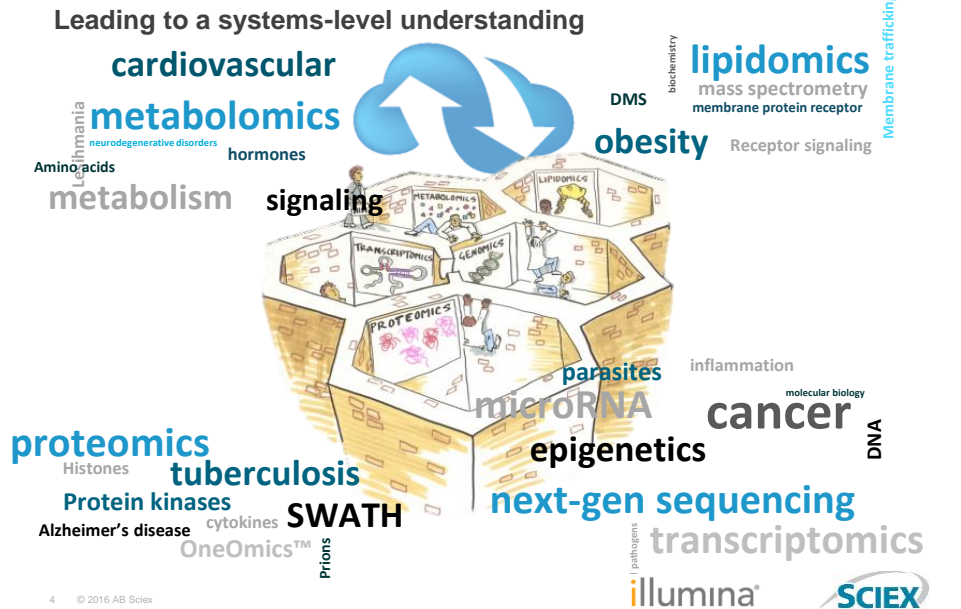 Leading to a systems-level understanding
cardiovascular
biochemistry
lipidomics
Membrane trafficking
mass spectrometry
DMS
membrane protein receptor
metabolomics
Lesihmania
neurodegenerative disorders
hormones
obesity
Receptor signaling
Amino acids
metabolism
signaling
METABOLOMICS
LIPIDOMICS
TRANSCRIPTOMICS
GENOMICS
PROTEOMICS
parasites
inflammation
microRNA
molecular biology
cancer
DNA
proteomics
epigenetics
Histones
tuberculosis
Protein kinases
next-gen sequencing
SWATH
cytokines
Alzheimer's disease
OneOmics™
Prions
pathogens
transcriptomics
4 © 2016 AB Sciex
illumina®
SCIEX